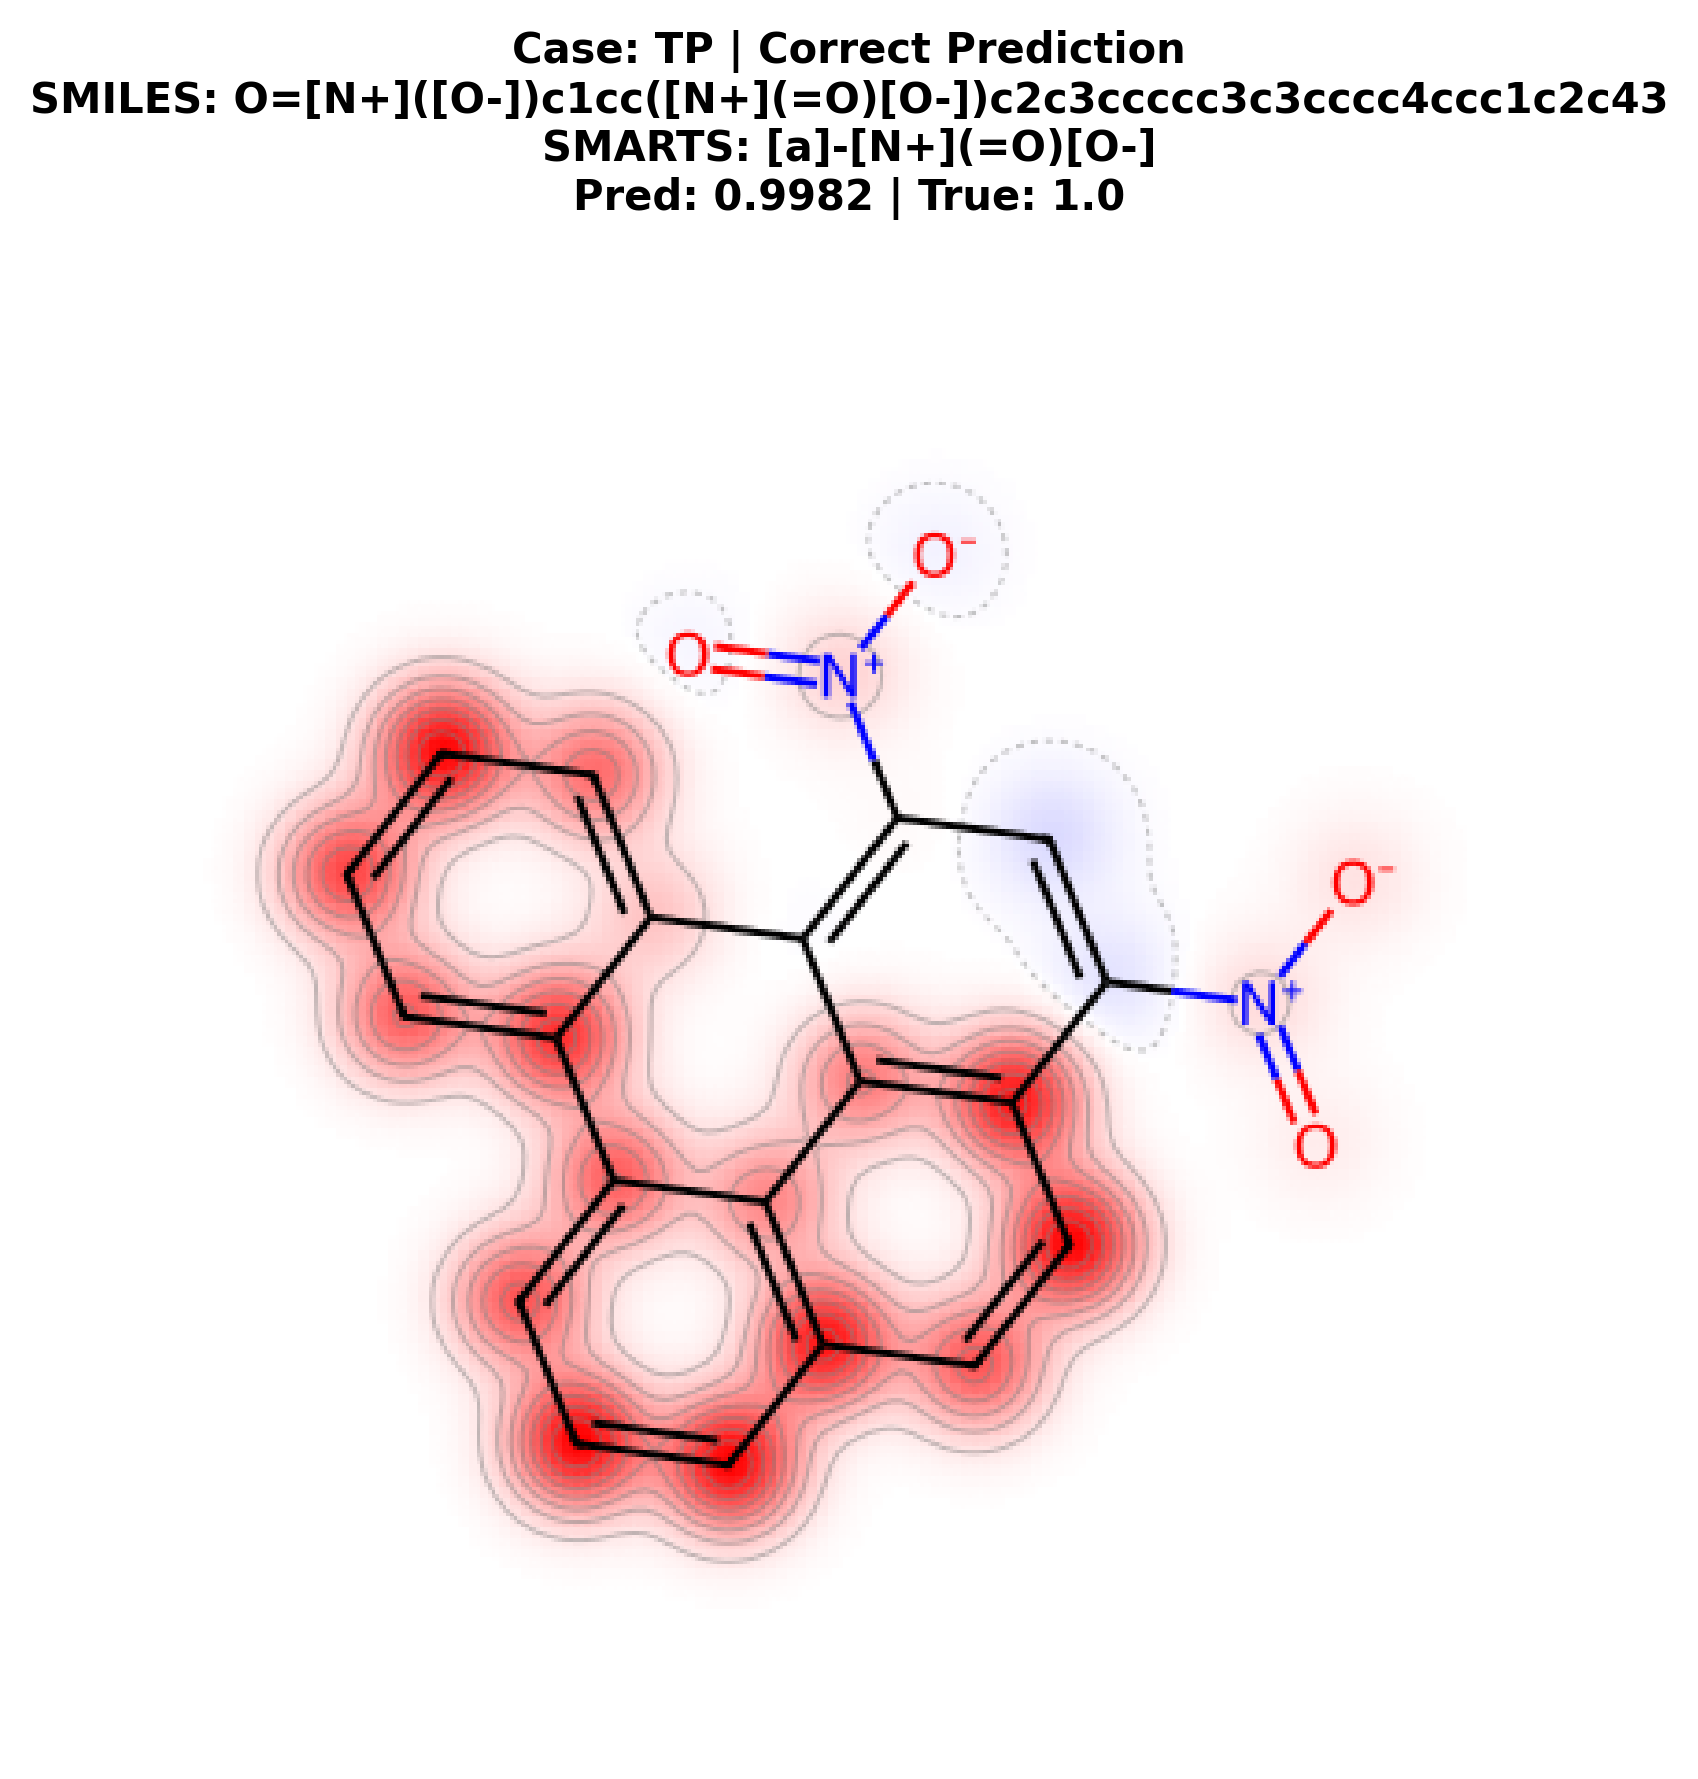 Case: TP | Correct Prediction
SMILES: O=[N+]([O-])c1cc([N+](=O)[O-])c2c3ccccc3c3cccc4ccc1c2c43
SMARTS: [a]-[N+](=O)[O-]
Pred: 0.9982 | True: 1.0
O⁻
O
N⁺
O⁻
N⁺
O